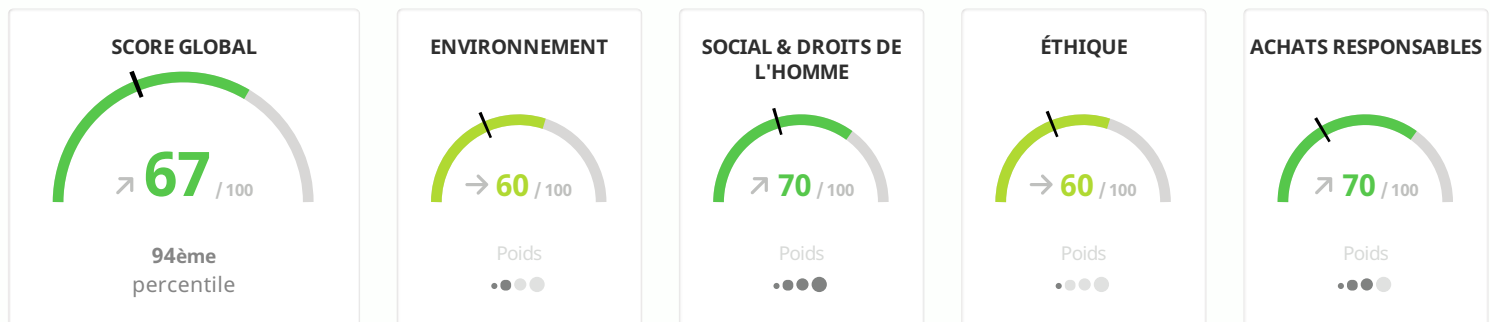 SCORE GLOBAL
67 / 100
94ème
percentile
ENVIRONNEMENT
60 / 100
Poids
SOCIAL & DROITS DE
L'HOMME
70 / 100
Poids
ÉTHIQUE
60 / 100
Poids
ACHATS RESPONSABLES
70 / 100
Poids